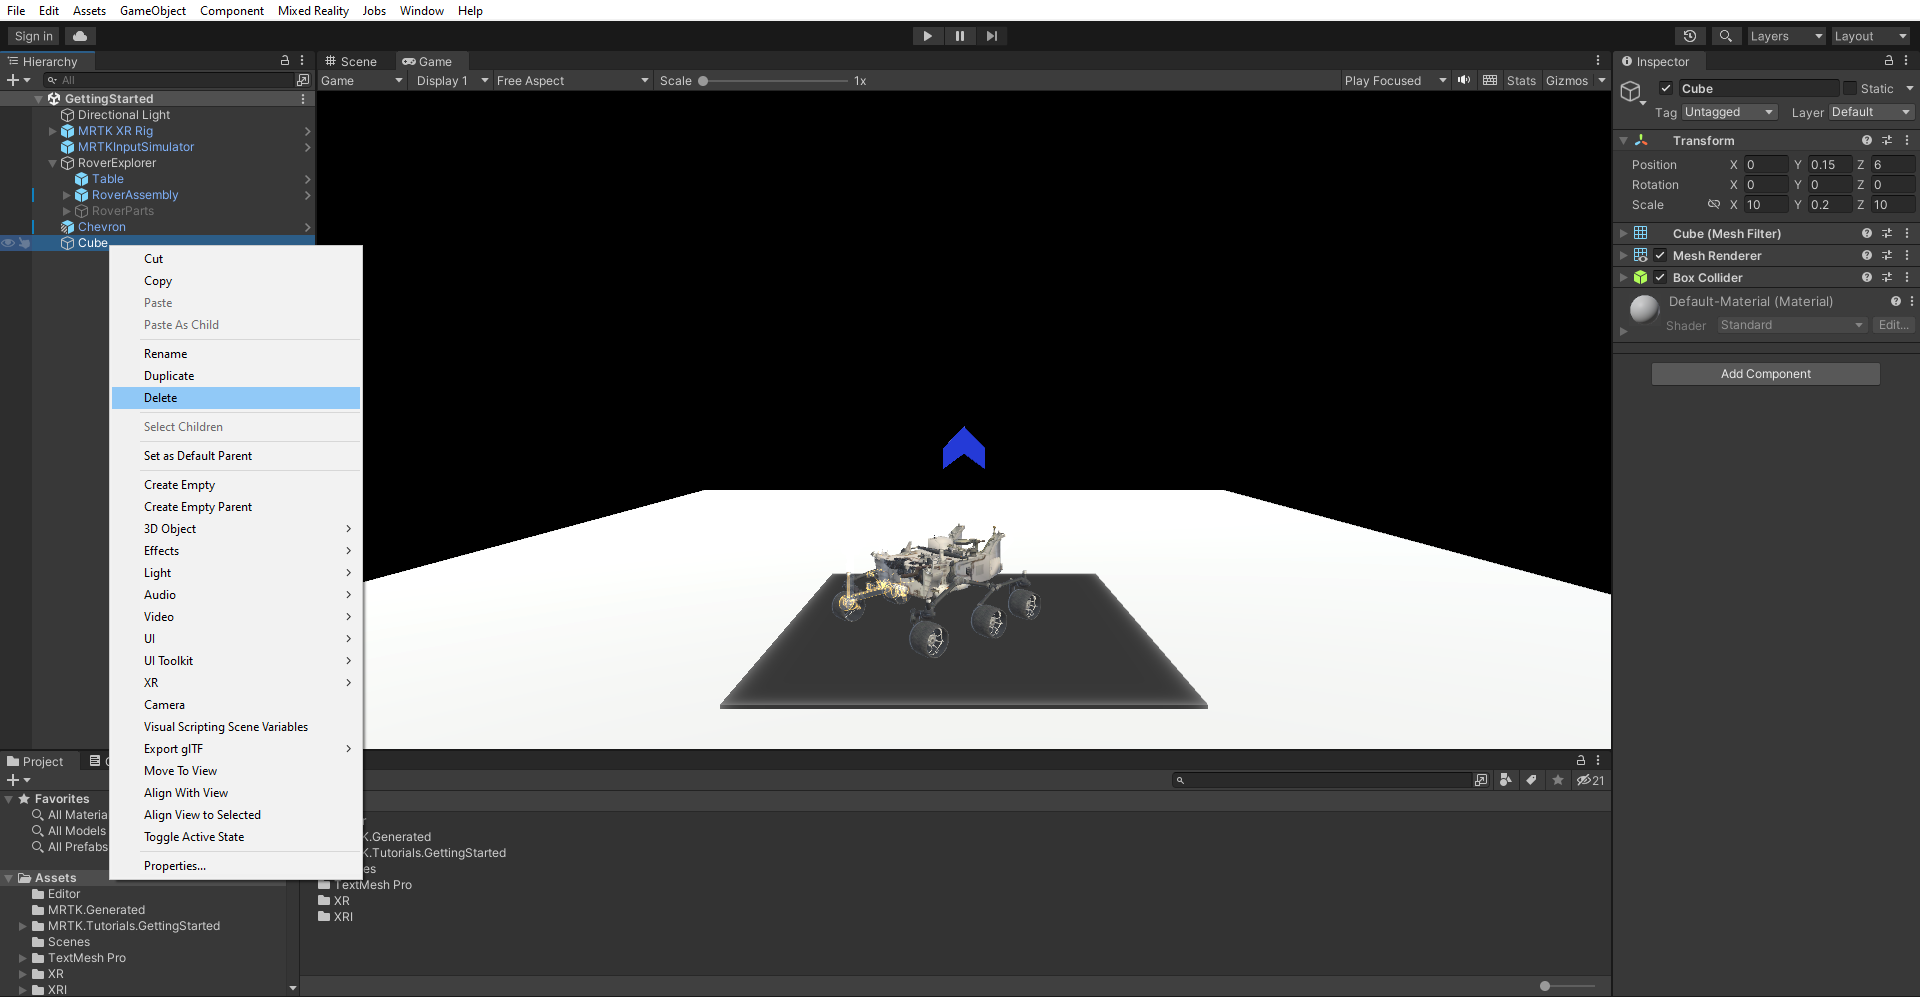 File Edit Assets GameObject Component Mixed Reality Jobs Window Help
Sign in Layers Layout
Hierarchy
All
GettingStarted
Directional Light
MRTK XR Rig
MRTKInputSimulator
RoverExplorer
Table
RoverAssembly
RoverParts
Chevron
Cube
Cut
Copy
Paste
Paste As Child
Rename
Duplicate
Delete
Select Children
Set as Default Parent
Create Empty
Create Empty Parent
3D Object
Effects
Light
Audio
Video
UI
UI Toolkit
XR
Camera
Visual Scripting Scene Variables
Export glTF
Move To View
Align With View
Align View to Selected
Toggle Active State
Properties...
Scene Game
Game Display 1 Free Aspect Scale 1x Play Focused Stats Gizmos
Inspector
Cube Static
Tag Untagged Layer Default
Transform
Position X 0 Y 0.15 Z 6
Rotation X 0 Y 0 Z 0
Scale X 10 Y 0.2 Z 10
Cube (Mesh Filter)
Mesh Renderer
Box Collider
Default-Material (Material)
Shader Standard Edit...
Add Component
Project
21
Favorites
All Materia
All Models
All Prefabs
Assets
Editor
MRTK.Generated
MRTK.Tutorials.GettingStarted
Scenes
TextMesh Pro
XR
XRI
K.Generated
K.Tutorials.GettingStarted
es
TextMesh Pro
XR
XRI